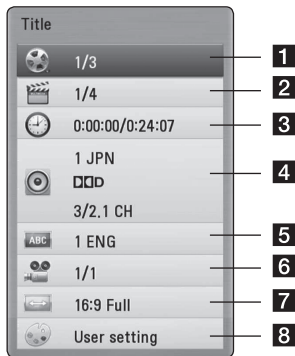 Title
1/3
1
1/4
2
0:00:00/0:24:07
3
1 JPN
DD D
3/2.1 CH
4
ABC
1 ENG
5
1/1
6
16:9 Full
7
User setting
8